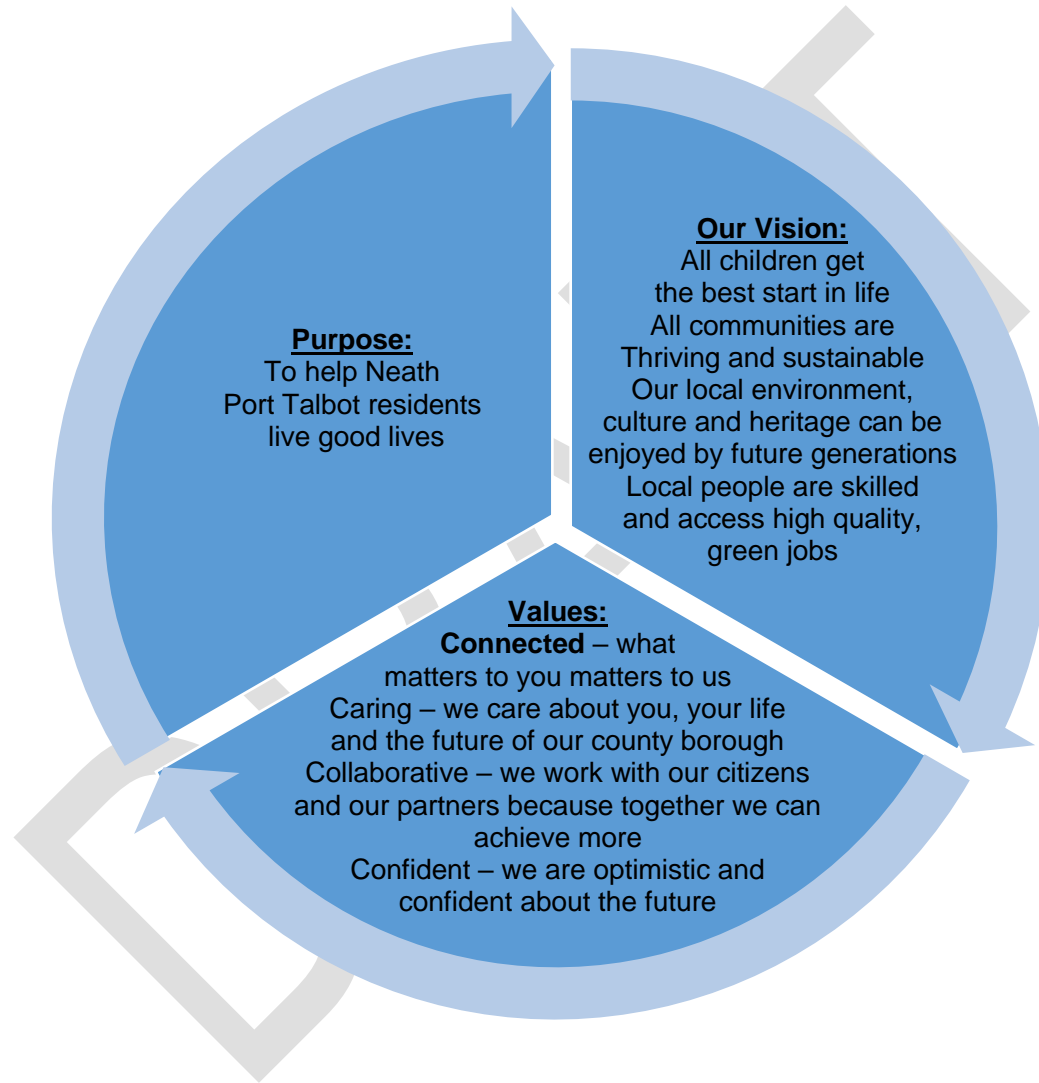 Purpose:
To help Neath
Port Talbot residents
live good lives
Our Vision:
All children get
the best start in life
All communities are
Thriving and sustainable
Our local environment,
culture and heritage can be
enjoyed by future generations
Local people are skilled
and access high quality,
green jobs
Values:
Connected – what
matters to you matters to us
Caring – we care about you, your life
and the future of our county borough
Collaborative – we work with our citizens
and our partners because together we can
achieve more
Confident – we are optimistic and
confident about the future